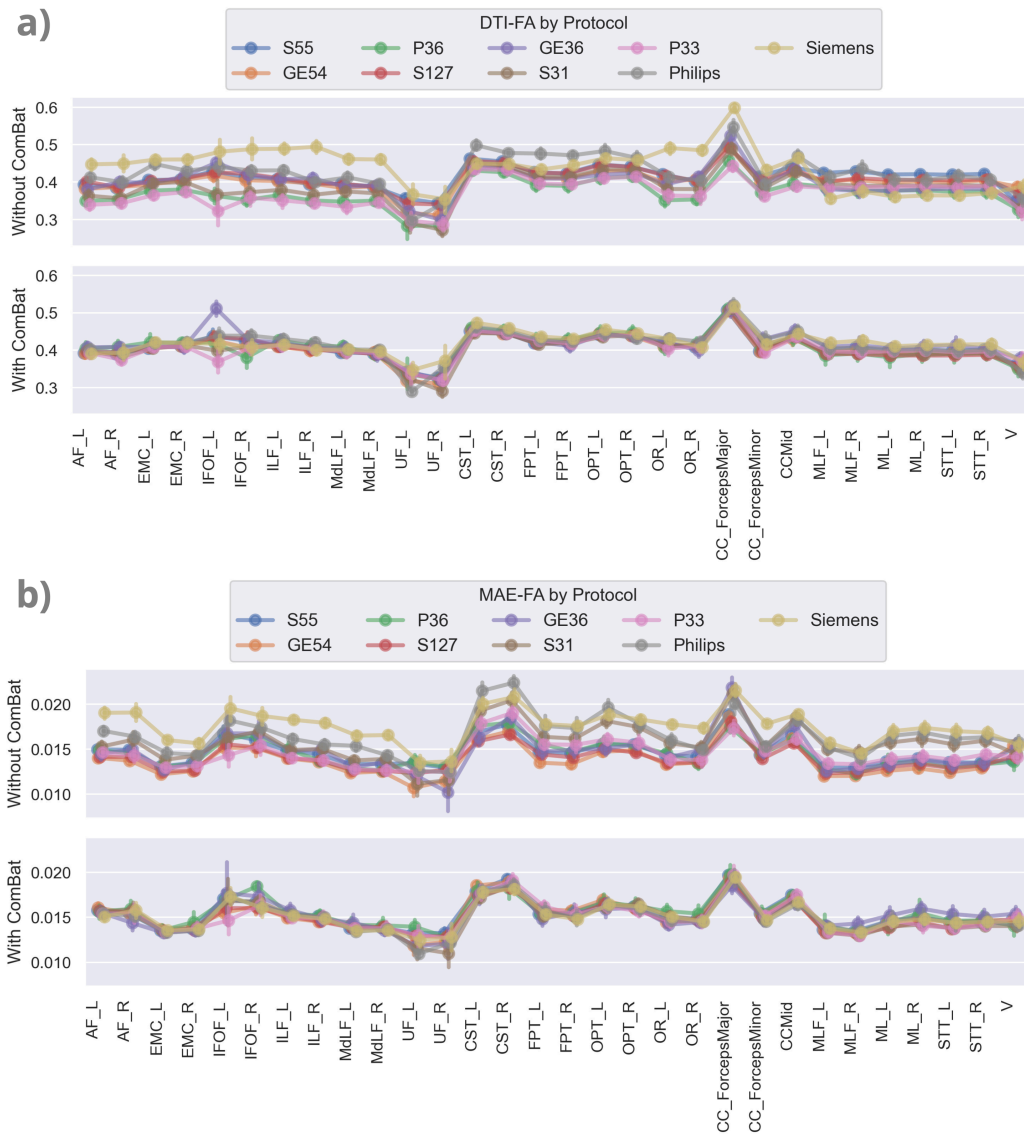 a)
DTI-FA by Protocol
S55 P36 GE36 P33 Siemens
GE54 S127 S31 Philips
Without ComBat
0.6
0.5
0.4
0.3
With ComBat
0.6
0.5
0.4
0.3
AF_L AF_R EMC_L EMC_R IFOF_L IFOF_R ILF_L ILF_R MdLF_L MdLF_R UF_L UF_R CST_L CST_R FPT_L FPT_R OPT_L OPT_R OR_L OR_R CC_ForcepsMajor CC_ForcepsMinor CCMid MLF_L MLF_R ML_L ML_R STT_L STT_R V
b)
MAE-FA by Protocol
S55 P36 GE36 P33 Siemens
GE54 S127 S31 Philips
Without ComBat
0.020
0.015
0.010
With ComBat
0.020
0.015
0.010
AF_L AF_R EMC_L EMC_R IFOF_L IFOF_R ILF_L ILF_R MdLF_L MdLF_R UF_L UF_R CST_L CST_R FPT_L FPT_R OPT_L OPT_R OR_L OR_R CC_ForcepsMajor CC_ForcepsMinor CCMid MLF_L MLF_R ML_L ML_R STT_L STT_R V